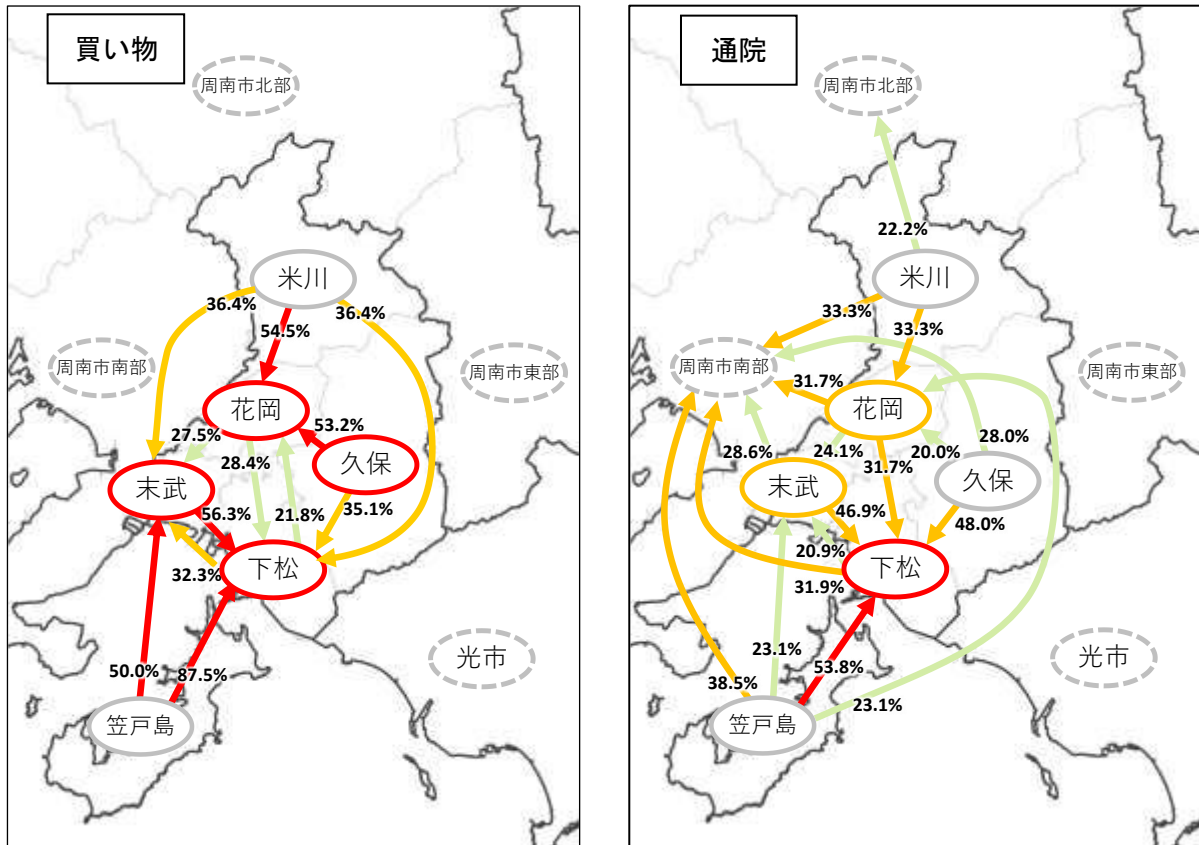 買い物
周南市北部
米川
36.4%
36.4%
54.5%
周南市南部
周南市東部
花岡
27.5%
53.2%
28.4%
久保
末武
56.3%
21.8%
35.1%
下松
32.3%
50.0%
87.5%
光市
笠戸島
通院
周南市北部
22.2%
米川
33.3%
33.3%
周南市南部
周南市東部
31.7%
花岡
28.6%
24.1%
31.7%
20.0%
28.0%
久保
末武
46.9%
48.0%
20.9%
下松
31.9%
23.1%
53.8%
光市
38.5%
23.1%
笠戸島